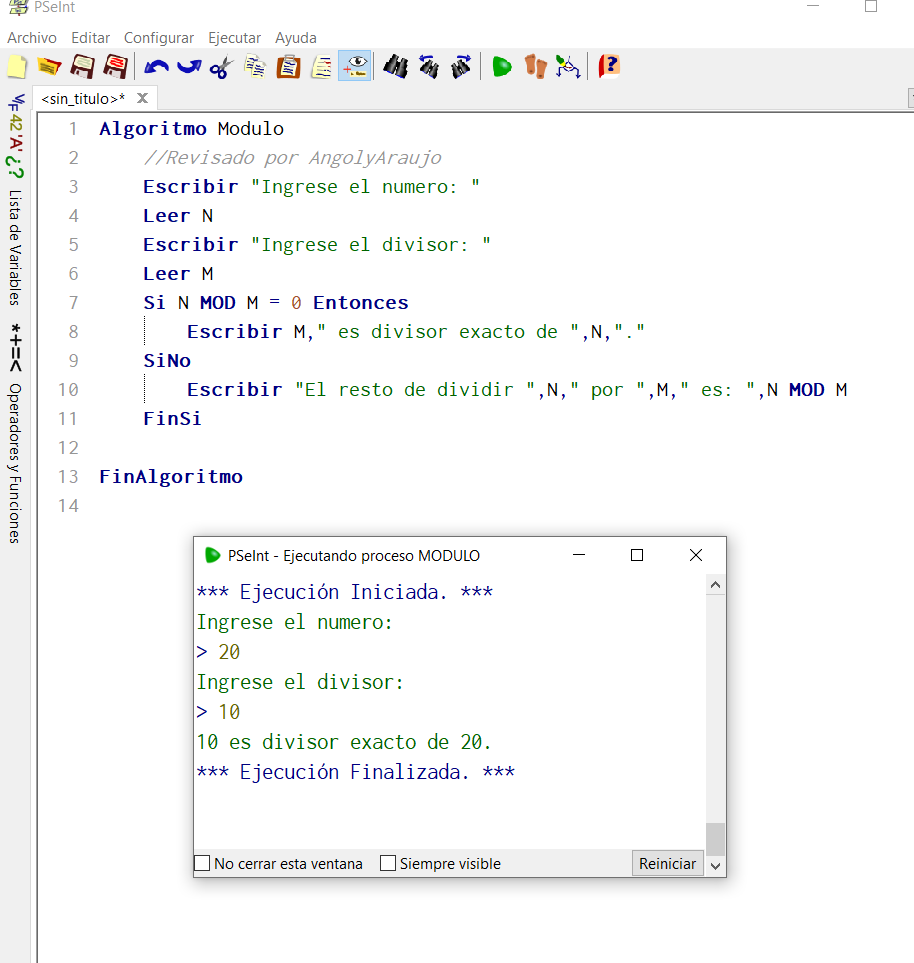 PSeInt
Archivo Editar Configurar Ejecutar Ayuda
<sin_titulo>* X
VF 42 'A' ¿? Lista de Variables
*+=< Operadores y Funciones
1 Algoritmo Modulo
2 //Revisado por AngolyAraujo
3 Escribir "Ingrese el numero: "
4 Leer N
5 Escribir "Ingrese el divisor: "
6 Leer M
7 Si N MOD M = 0 Entonces
8 Escribir M," es divisor exacto de ",N,"."
9 SiNo
10 Escribir "El resto de dividir ",N," por ",M," es: ",N MOD M
11 FinSi
12
13 FinAlgoritmo
14
PSeInt - Ejecutando proceso MODULO
*** Ejecución Iniciada. ***
Ingrese el numero:
> 20
Ingrese el divisor:
> 10
10 es divisor exacto de 20.
*** Ejecución Finalizada. ***
No cerrar esta ventana Siempre visible Reiniciar